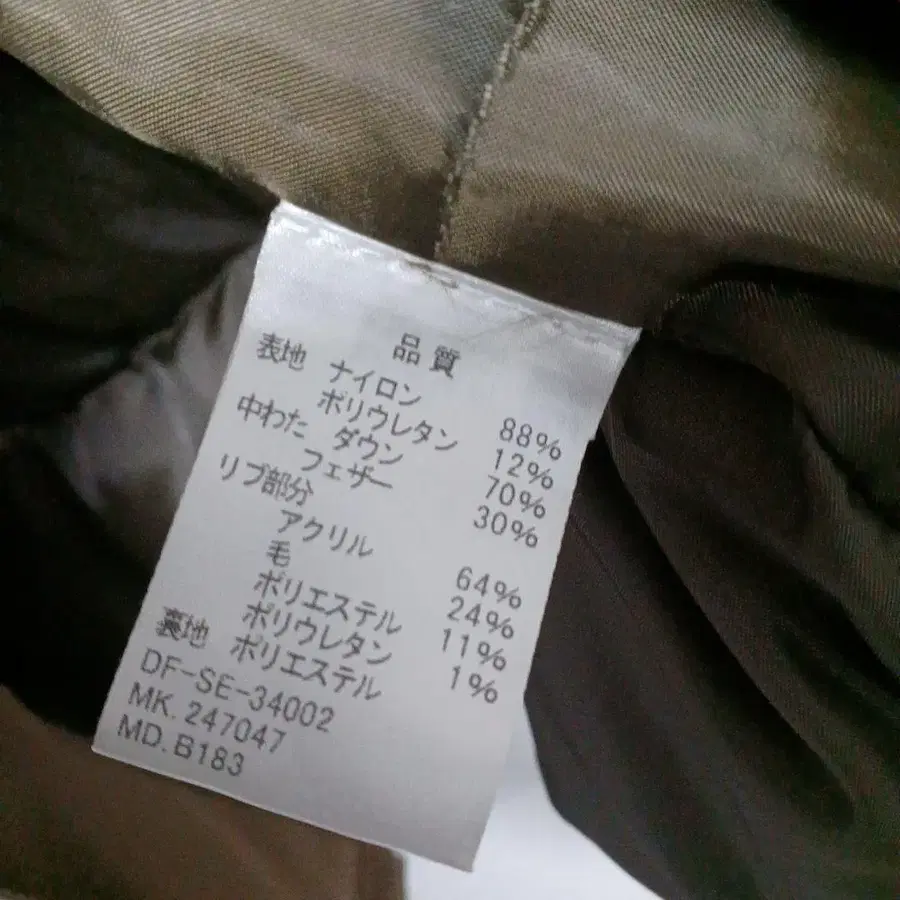 品質
表地 ナイロン 88%
ポリウレタン 12%
中わた ダウン 70%
フェザー 30%
リブ部分
アクリル 64%
毛 24%
ポリエステル 11%
ポリウレタン 1%
裏地 ポリエステル
DF-SE-34002
MK. 247047
MD. B183